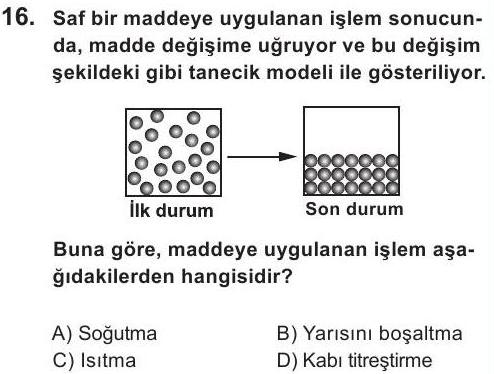 16. Saf bir maddeye uygulanan işlem sonucun-
da, madde değişime uğruyor ve bu değişim
şekildeki gibi tanecik modeli ile gösteriliyor.
İlk durum
Son durum
Buna göre, maddeye uygulanan işlem aşa-
ğıdakilerden hangisidir?
A) Soğutma
B) Yarısını boşaltma
C) Isıtma
D) Kabı titreştirme